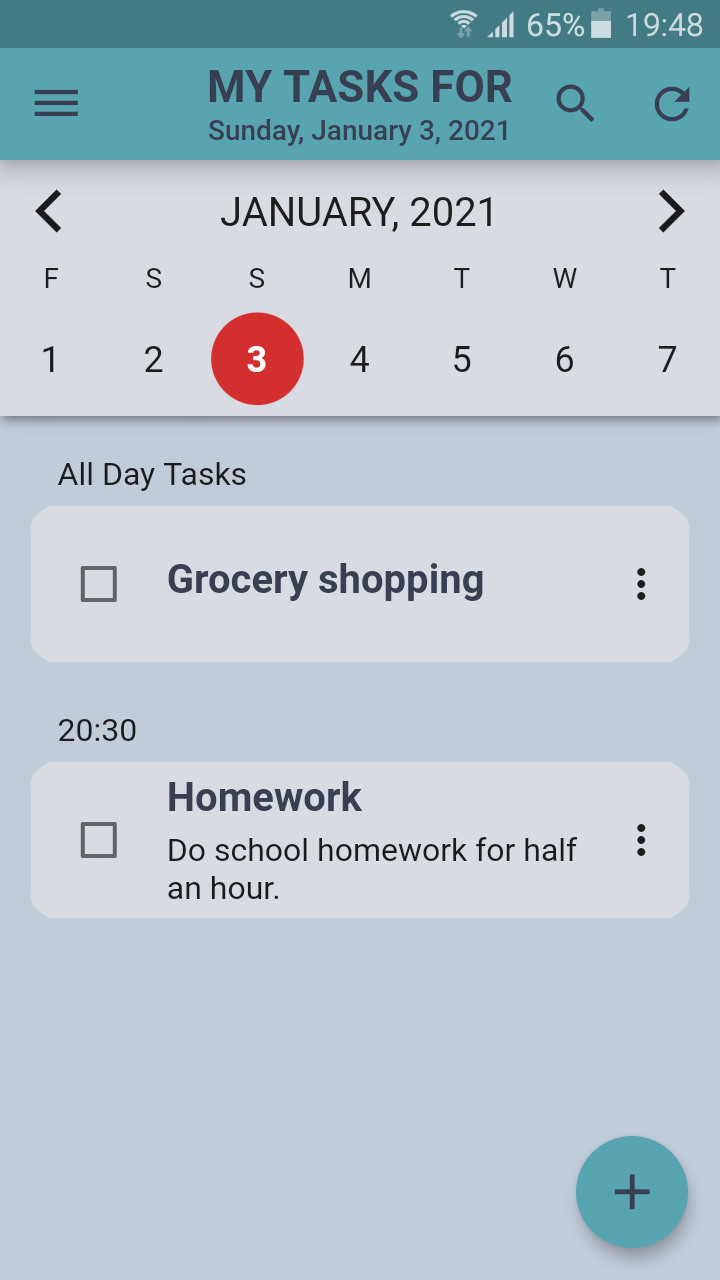 65% 19:48
MY TASKS FOR
Sunday, January 3, 2021
JANUARY, 2021
F S S M T W T
1 2 3 4 5 6 7
All Day Tasks
Grocery shopping
20:30
Homework
Do school homework for half
an hour.